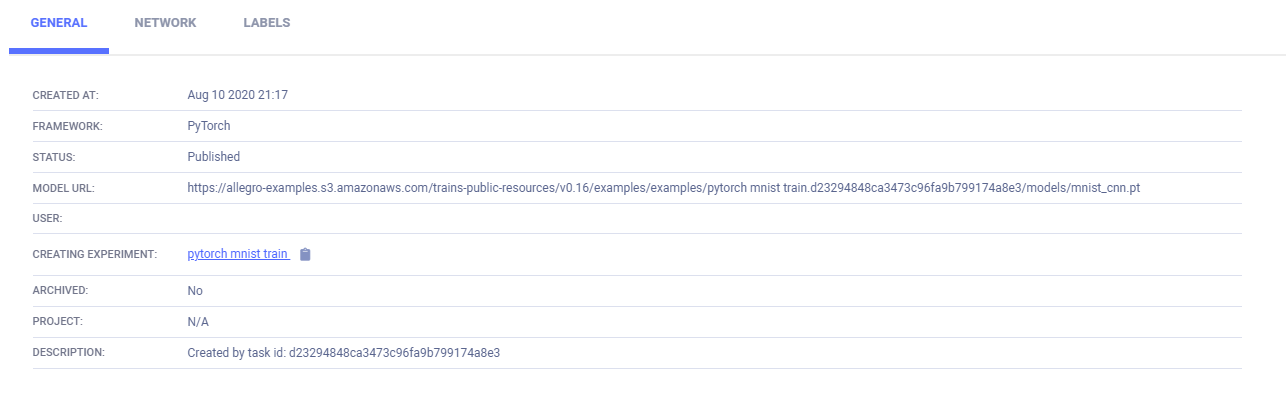 GENERAL NETWORK LABELS
CREATED AT: Aug 10 2020 21:17
FRAMEWORK: PyTorch
STATUS: Published
MODEL URL: https://allegro-examples.s3.amazonaws.com/trains-public-resources/v0.16/examples/examples/pytorch mnist train.d23294848ca3473c96fa9b799174a8e3/models/mnist_cnn.pt
USER:
CREATING EXPERIMENT: pytorch mnist train
ARCHIVED: No
PROJECT: N/A
DESCRIPTION: Created by task id: d23294848ca3473c96fa9b799174a8e3